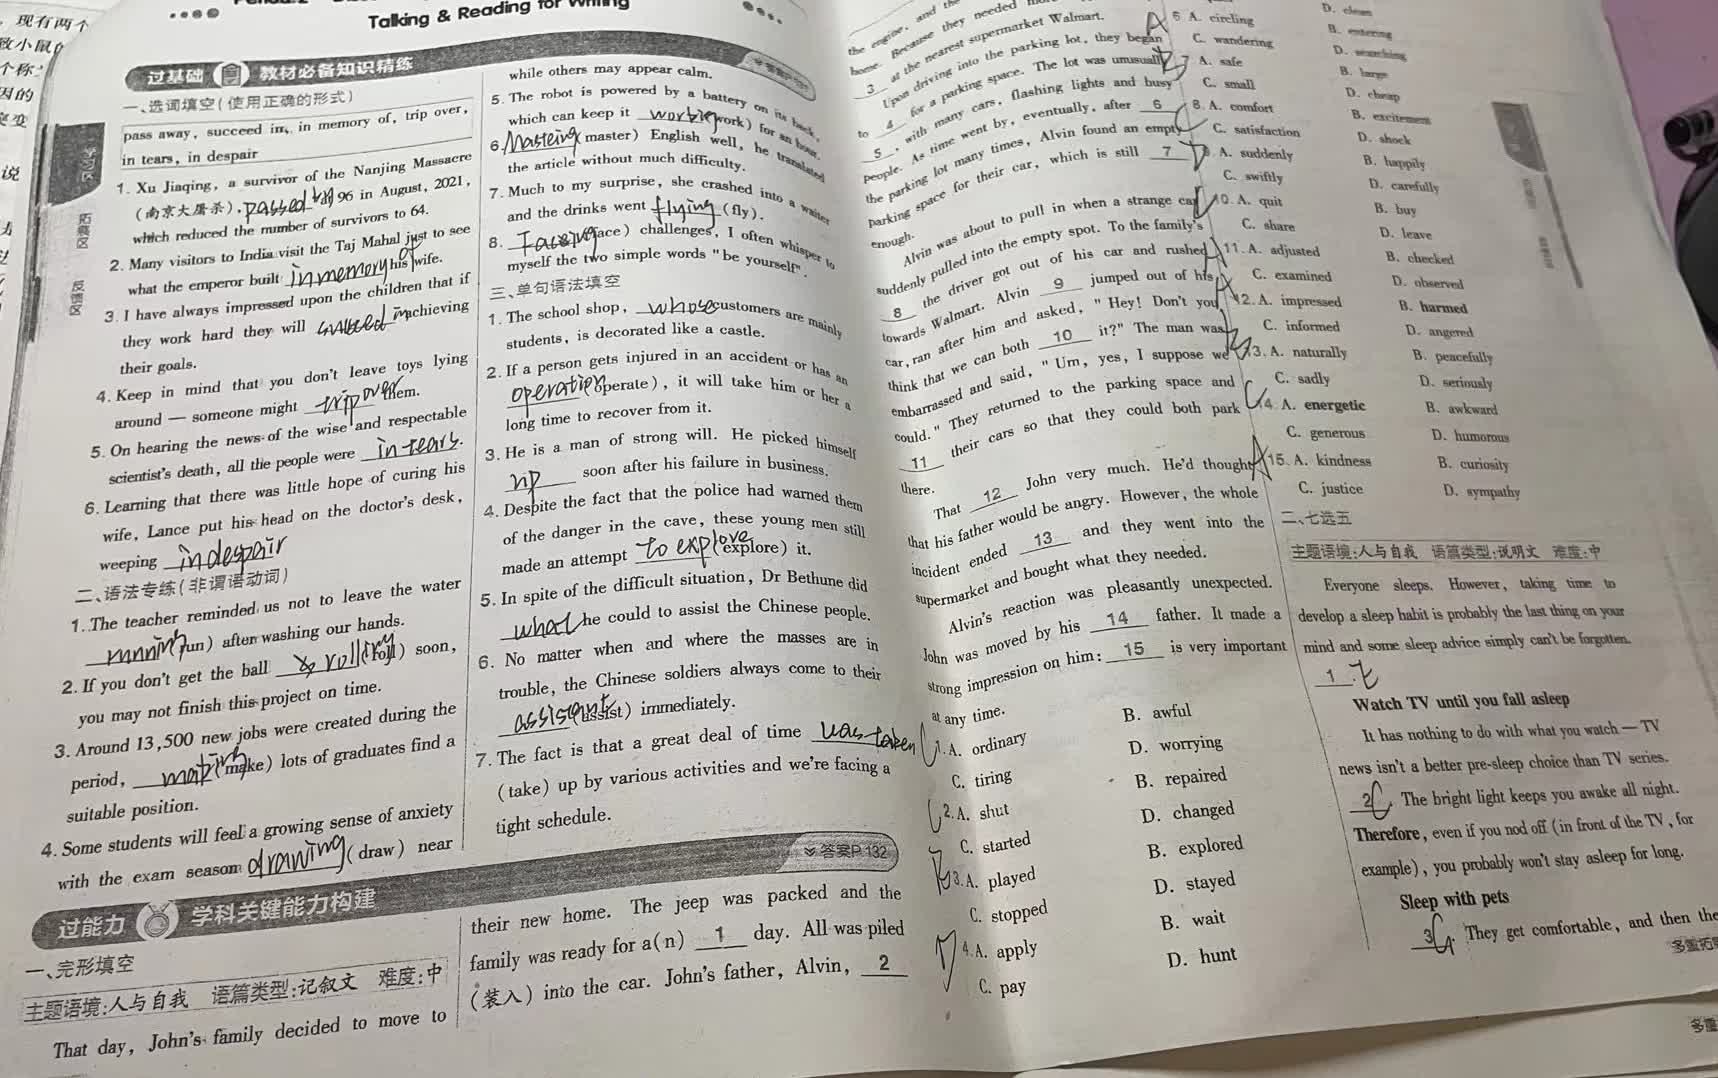 ，现有两个
致小鼠
个称
因的
突变
说
Talking & Reading for Writing
过基础 教材必备知识精练
一、选词填空(使用正确的形式)
pass away, succeed in, in memory of, trip over,
in tears, in despair
1. Xu Jiaqing, a survivor of the Nanjing Massacre
(南京大屠杀), passed 96 in August, 2021,
which reduced the number of survivors to 64.
2. Many visitors to India visit the Taj Mahal just to see
what the emperor built in memory of his wife.
3. I have always impressed upon the children that if
they work hard they will succeed in achieving
their goals.
4. Keep in mind that you don't leave toys lying
around — someone might trip over them.
5. On hearing the news of the wise and respectable
scientist's death, all the people were in tears.
6. Learning that there was little hope of curing his
wife, Lance put his head on the doctor's desk,
weeping in despair
二、语法专练(非谓语动词)
1. The teacher reminded us not to leave the water
running (run) after washing our hands.
2. If you don't get the ball rolling (roll) soon,
you may not finish this project on time.
3. Around 13,500 new jobs were created during the
period, making (make) lots of graduates find a
suitable position.
4. Some students will feel a growing sense of anxiety
with the exam season drawing (draw) near
while others may appear calm.
5. The robot is powered by a battery on its back,
which can keep it working (work) for an hour.
6. Mastering (master) English well, he translated
the article without much difficulty.
7. Much to my surprise, she crashed into a waiter
and the drinks went flying (fly).
8. Facing (face) challenges, I often whisper to
myself the two simple words "be yourself".
三、单句语法填空
1. The school shop, whose customers are mainly
students, is decorated like a castle.
2. If a person gets injured in an accident or has an
operation (operate), it will take him or her a
long time to recover from it.
3. He is a man of strong will. He picked himself
up soon after his failure in business.
4. Despite the fact that the police had warned them
of the danger in the cave, these young men still
made an attempt to explore (explore) it.
5. In spite of the difficult situation, Dr Bethune did
what he could to assist the Chinese people.
6. No matter when and where the masses are in
trouble, the Chinese soldiers always come to their
assisant (assist) immediately.
7. The fact is that a great deal of time was taken
(take) up by various activities and we're facing a
tight schedule.
答案P.132
过能力 学科关键能力构建
一、完形填空
主题语境:人与自我 语篇类型:记叙文 难度:中
That day, John's family decided to move to
their new home. The jeep was packed and the
family was ready for a(n) 1 day. All was piled
(装入) into the car. John's father, Alvin, 2
the engine, and the
home. Because they needed
3 at the nearest supermarket Walmart.
Upon driving into the parking lot, they began
to 4 for a parking space. The lot was unusually
5, with many cars, flashing lights and busy
people. As time went by, eventually, after 6
the parking lot many times, Alvin found an empty
parking space for their car, which is still 7
enough.
Alvin was about to pull in when a strange car
suddenly pulled into the empty spot. To the family's
8 the driver got out of his car and rushed
towards Walmart. Alvin 9 jumped out of his
car, ran after him and asked, "Hey! Don't you
think that we can both 10 it?" The man was
embarrassed and said, "Um, yes, I suppose we
could." They returned to the parking space and
11 their cars so that they could both park
there.
That 12 John very much. He'd thought
that his father would be angry. However, the whole
incident ended 13 and they went into the
supermarket and bought what they needed.
Alvin's reaction was pleasantly unexpected.
John was moved by his 14 father. It made a
strong impression on him: 15 is very important
at any time.
1. A. ordinary B. awful
C. tiring D. worrying
2. A. shut B. repaired
C. started D. changed
3. A. played B. explored
C. stopped D. stayed
4. A. apply B. wait
C. pay D. hunt
D. clean
6. A. circling B. entering
C. wandering D. searching
7. A. safe B. large
C. small D. cheap
8. A. comfort B. excitement
C. satisfaction D. shock
A. suddenly B. happily
C. swiftly D. carefully
10. A. quit B. buy
C. share D. leave
11. A. adjusted B. checked
C. examined D. observed
12. A. impressed B. harmed
C. informed D. angered
13. A. naturally B. peacefully
C. sadly D. seriously
14. A. energetic B. awkward
C. generous D. humorous
15. A. kindness B. curiosity
C. justice D. sympathy
二、七选五
主题语境:人与自我 语篇类型:说明文 难度:中
Everyone sleeps. However, taking time to
develop a sleep habit is probably the last thing on your
mind and some sleep advice simply can't be forgotten.
1
Watch TV until you fall asleep
It has nothing to do with what you watch — TV
news isn't a better pre-sleep choice than TV series.
2 C. The bright light keeps you awake all night.
Therefore, even if you nod off (in front of the TV, for
example), you probably won't stay asleep for long.
Sleep with pets
3 G. They get comfortable, and then the
多重拓
多重
学习区
拓展区
反馈区